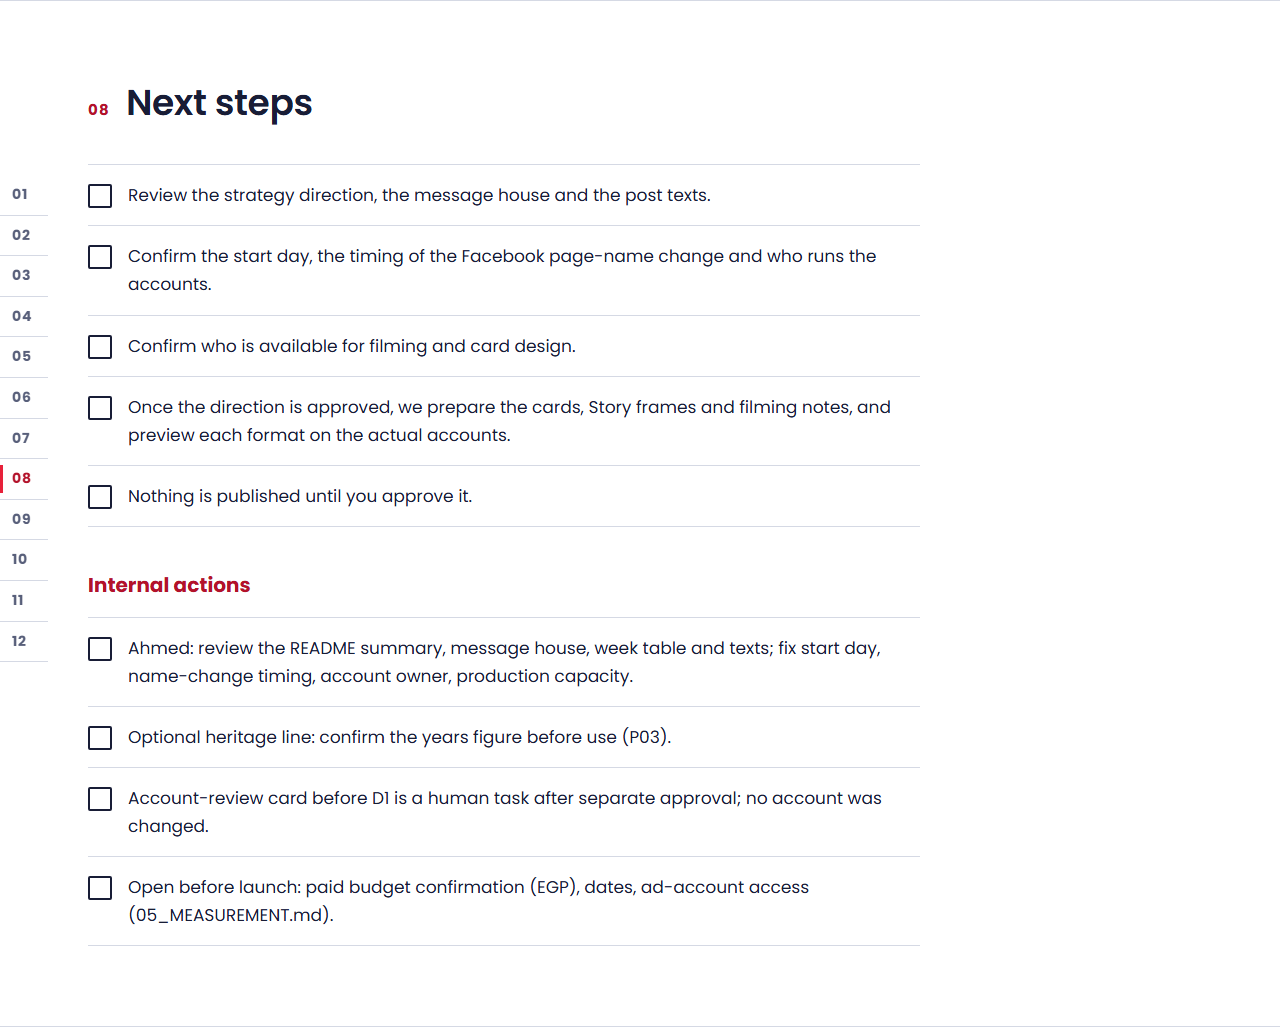 08 Next steps
01
02
03
04
05
06
07
08
09
10
11
12
Review the strategy direction, the message house and the post texts.
Confirm the start day, the timing of the Facebook page-name change and who runs the
accounts.
Confirm who is available for filming and card design.
Once the direction is approved, we prepare the cards, Story frames and filming notes, and
preview each format on the actual accounts.
Nothing is published until you approve it.
Internal actions
Ahmed: review the README summary, message house, week table and texts; fix start day,
name-change timing, account owner, production capacity.
Optional heritage line: confirm the years figure before use (P03).
Account-review card before D1 is a human task after separate approval; no account was
changed.
Open before launch: paid budget confirmation (EGP), dates, ad-account access
(05_MEASUREMENT.md).